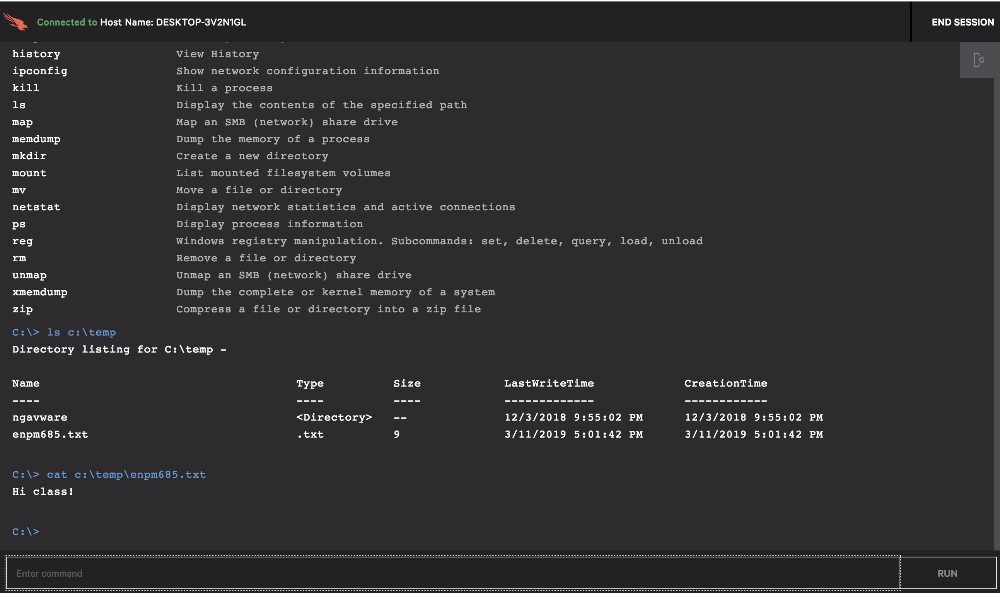 Connected to Host Name: DESKTOP-3V2N1GL
END SESSION
history View History
ipconfig Show network configuration information
kill Kill a process
ls Display the contents of the specified path
map Map an SMB (network) share drive
memdump Dump the memory of a process
mkdir Create a new directory
mount List mounted filesystem volumes
mv Move a file or directory
netstat Display network statistics and active connections
ps Display process information
reg Windows registry manipulation. Subcommands: set, delete, query, load, unload
rm Remove a file or directory
unmap Unmap an SMB (network) share drive
xmemdump Dump the complete or kernel memory of a system
zip Compress a file or directory into a zip file
C:\> ls c:\temp
Directory listing for C:\temp -
Name Type Size LastWriteTime CreationTime
---- ---- ---- ------------- ------------
ngavware <Directory> -- 12/3/2018 9:55:02 PM 12/3/2018 9:55:02 PM
enpm685.txt .txt 9 3/11/2019 5:01:42 PM 3/11/2019 5:01:42 PM
C:\> cat c:\temp\enpm685.txt
Hi class!
C:\>
Enter command
RUN